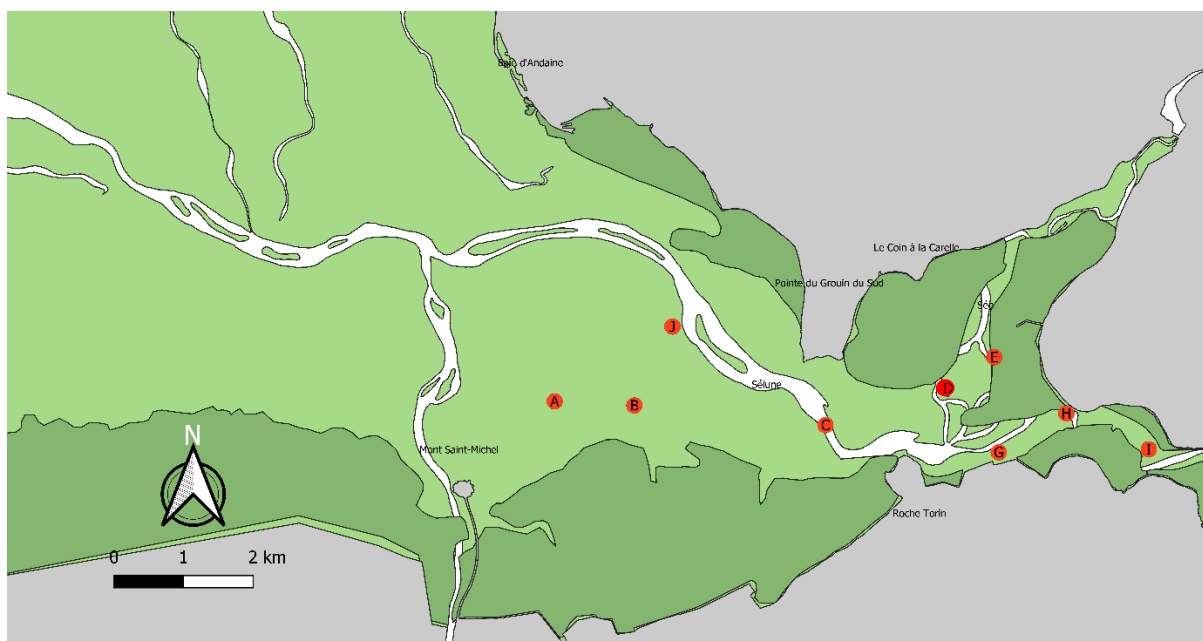 Baie d'Andaine
Le Coin à la Carelle
Pointe du Grouin du Sud
Sée
J
E
Sélune
D
A
B
H
C
N
Mont Saint-Michel
G
I
Roche Torin
0 1 2 km